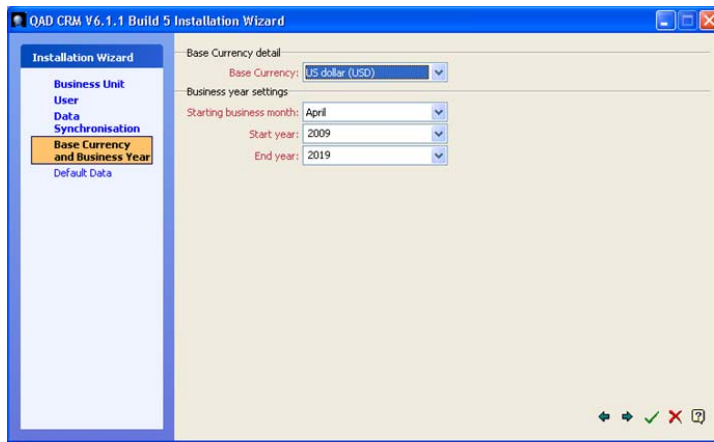 QAD CRM V6.1.1 Build 5 Installation Wizard
Installation Wizard
Business Unit
User
Data
Synchronisation
Base Currency
and Business Year
Default Data
Base Currency detail
Base Currency: US dollar (USD)
Business year settings
Starting business month: April
Start year: 2009
End year: 2019